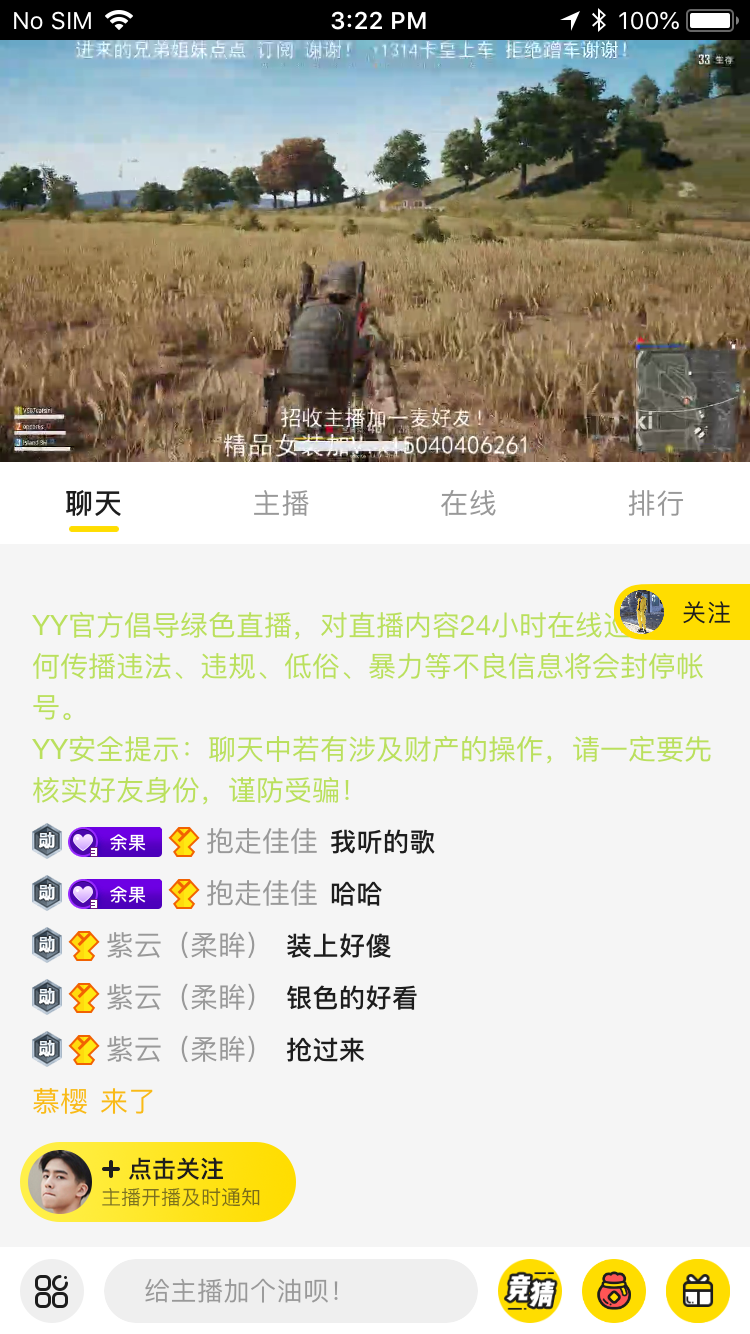 No SIM 3:22 PM 100%
进来的兄弟姐妹点点 订阅 谢谢! 1314卡皇上车 拒绝蹭车谢谢!
33 生存
招收主播加一麦好友!
精品女装加 x15040406261
ki
聊天 主播 在线 排行
关注
YY官方倡导绿色直播，对直播内容24小时在线
何传播违法、违规、低俗、暴力等不良信息将会封停帐
号。
YY安全提示：聊天中若有涉及财产的操作，请一定要先
核实好友身份，谨防受骗！
勋 3 余果 抱走佳佳 我听的歌
勋 3 余果 抱走佳佳 哈哈
勋 紫云（柔眸） 装上好傻
勋 紫云（柔眸） 银色的好看
勋 紫云（柔眸） 抢过来
慕樱 来了
+ 点击关注
主播开播及时通知
给主播加个油呗！
竞猜